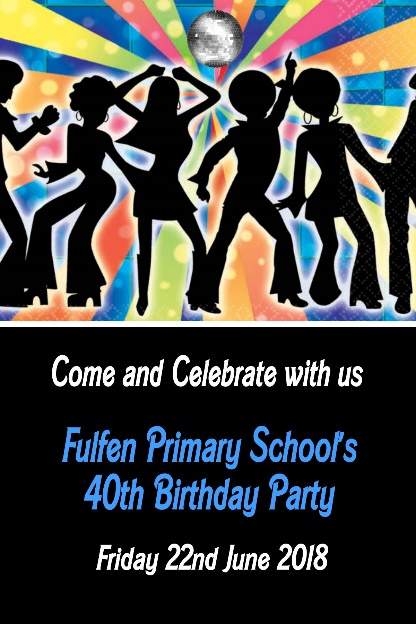 Come and Celebrate with us
Fulfen Primary School's
40th Birthday Party
Friday 22nd June 2018